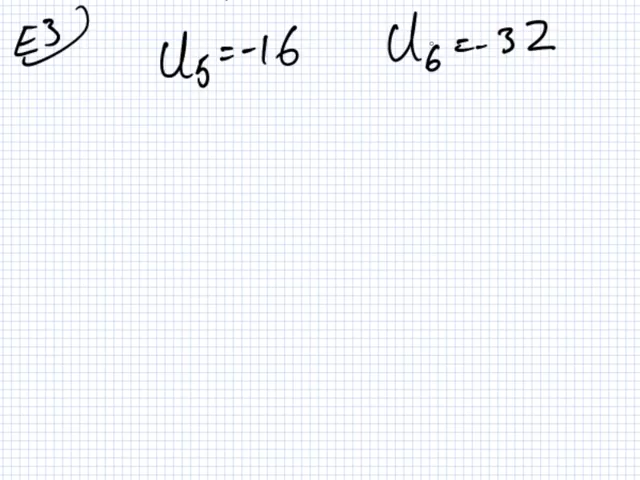 E3) U₅ = -16 U₆ = -32